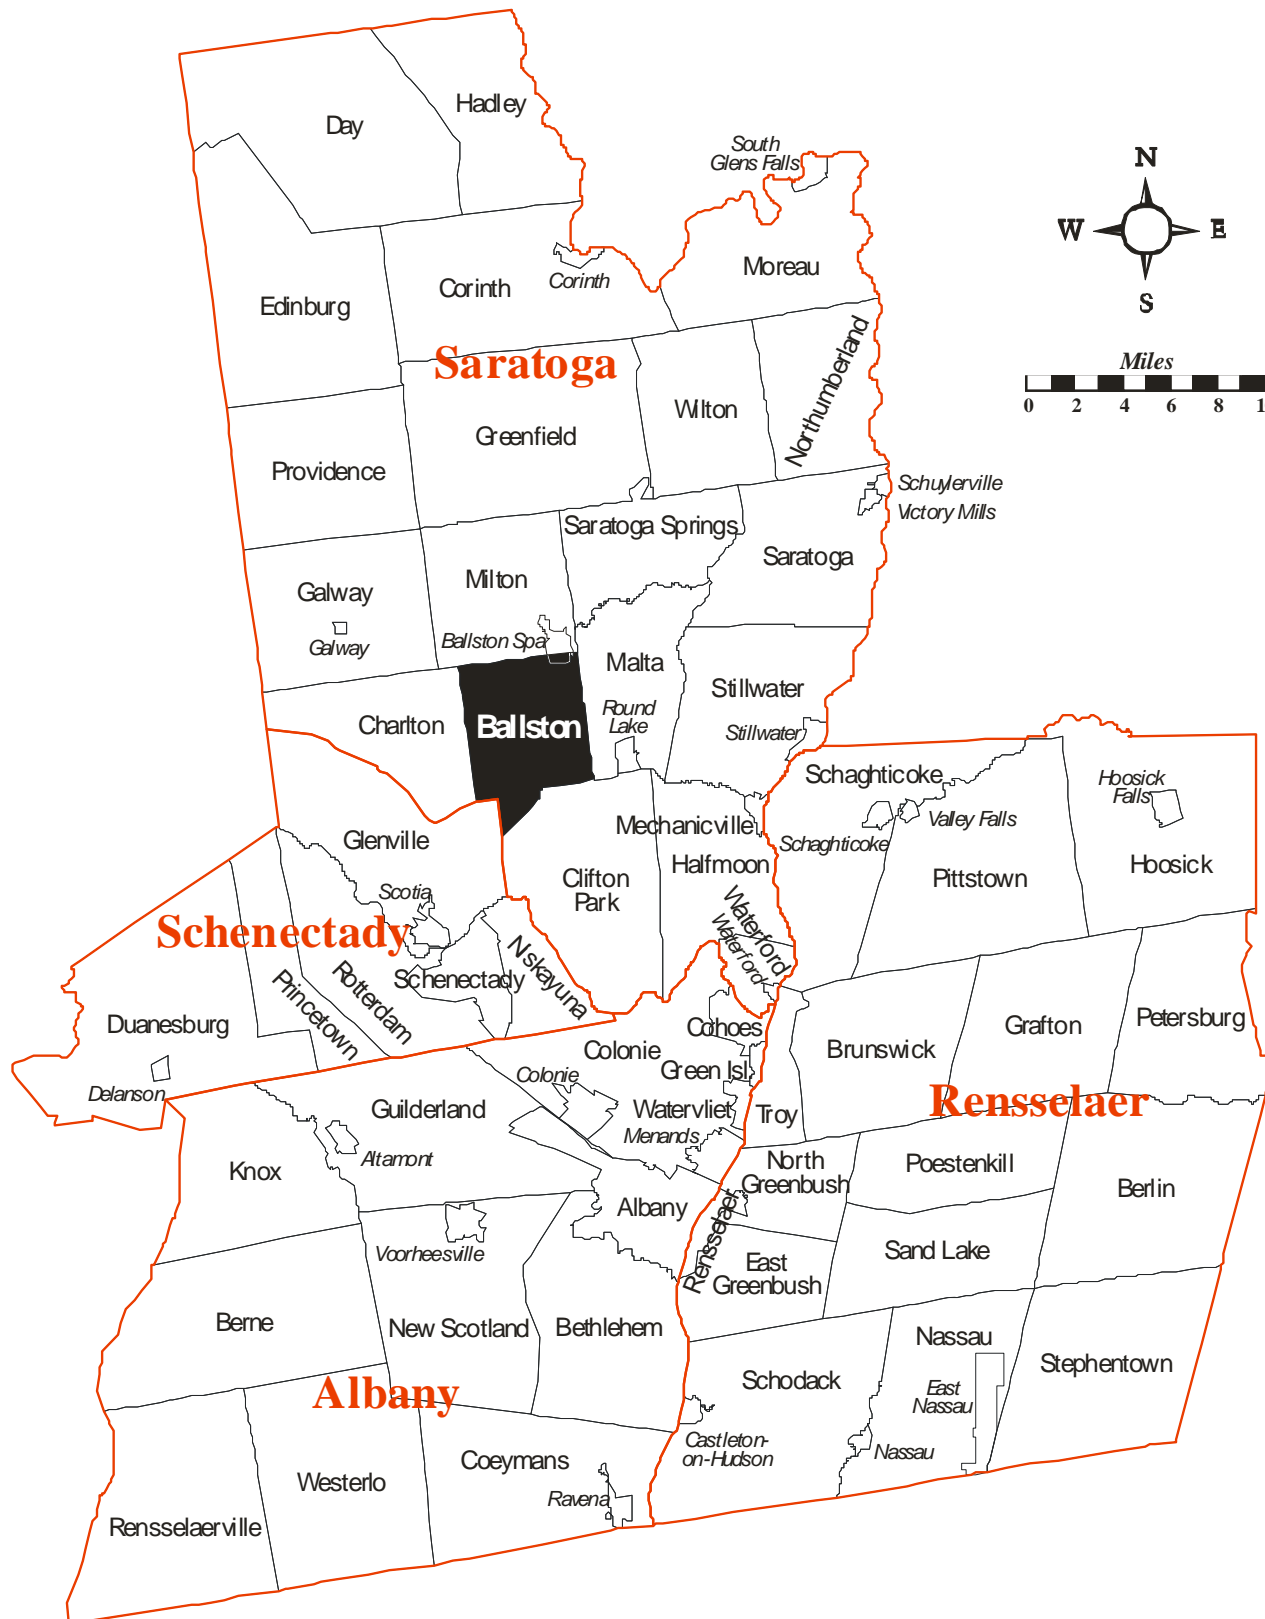 Hadley
Day
South
Glens Falls
N
W
E
S
Moreau
Corinth
Corinth
Edinburg
Saratoga
Northumberland
Miles
0 2 4 6 8 1
Wilton
Greenfield
Providence
Schuylerville
Victory Mills
Saratoga Springs
Saratoga
Milton
Galway
Galway
Ballston Spa
Malta
Stillwater
Round
Lake
Stillwater
Charlton
Ballston
Schaghticoke
Hoosick
Falls
Valley Falls
Schaghticoke
Mechanicville
Glenville
Halfmoon
Hoosick
Pittstown
Clifton
Park
Scotia
Waterford
Waterford
Schenectady
Niskayuna
Schenectady
Rotterdam
Princetown
Duanesburg
Delanson
Cohoes
Colonie
Green Isl.
Colonie
Watervliet
Menands
Troy
Brunswick
Grafton
Petersburg
Rensselaer
Guilderland
Altamont
Knox
North
Greenbush
Poestenkill
Berlin
Albany
Rensselaer
Voorheesville
Sand Lake
East
Greenbush
Berne
New Scotland
Bethlehem
Nassau
Stephentown
Albany
Schodack
East
Nassau
Castleton-
on-Hudson
Nassau
Coeymans
Westerlo
Ravena
Rensselaerville